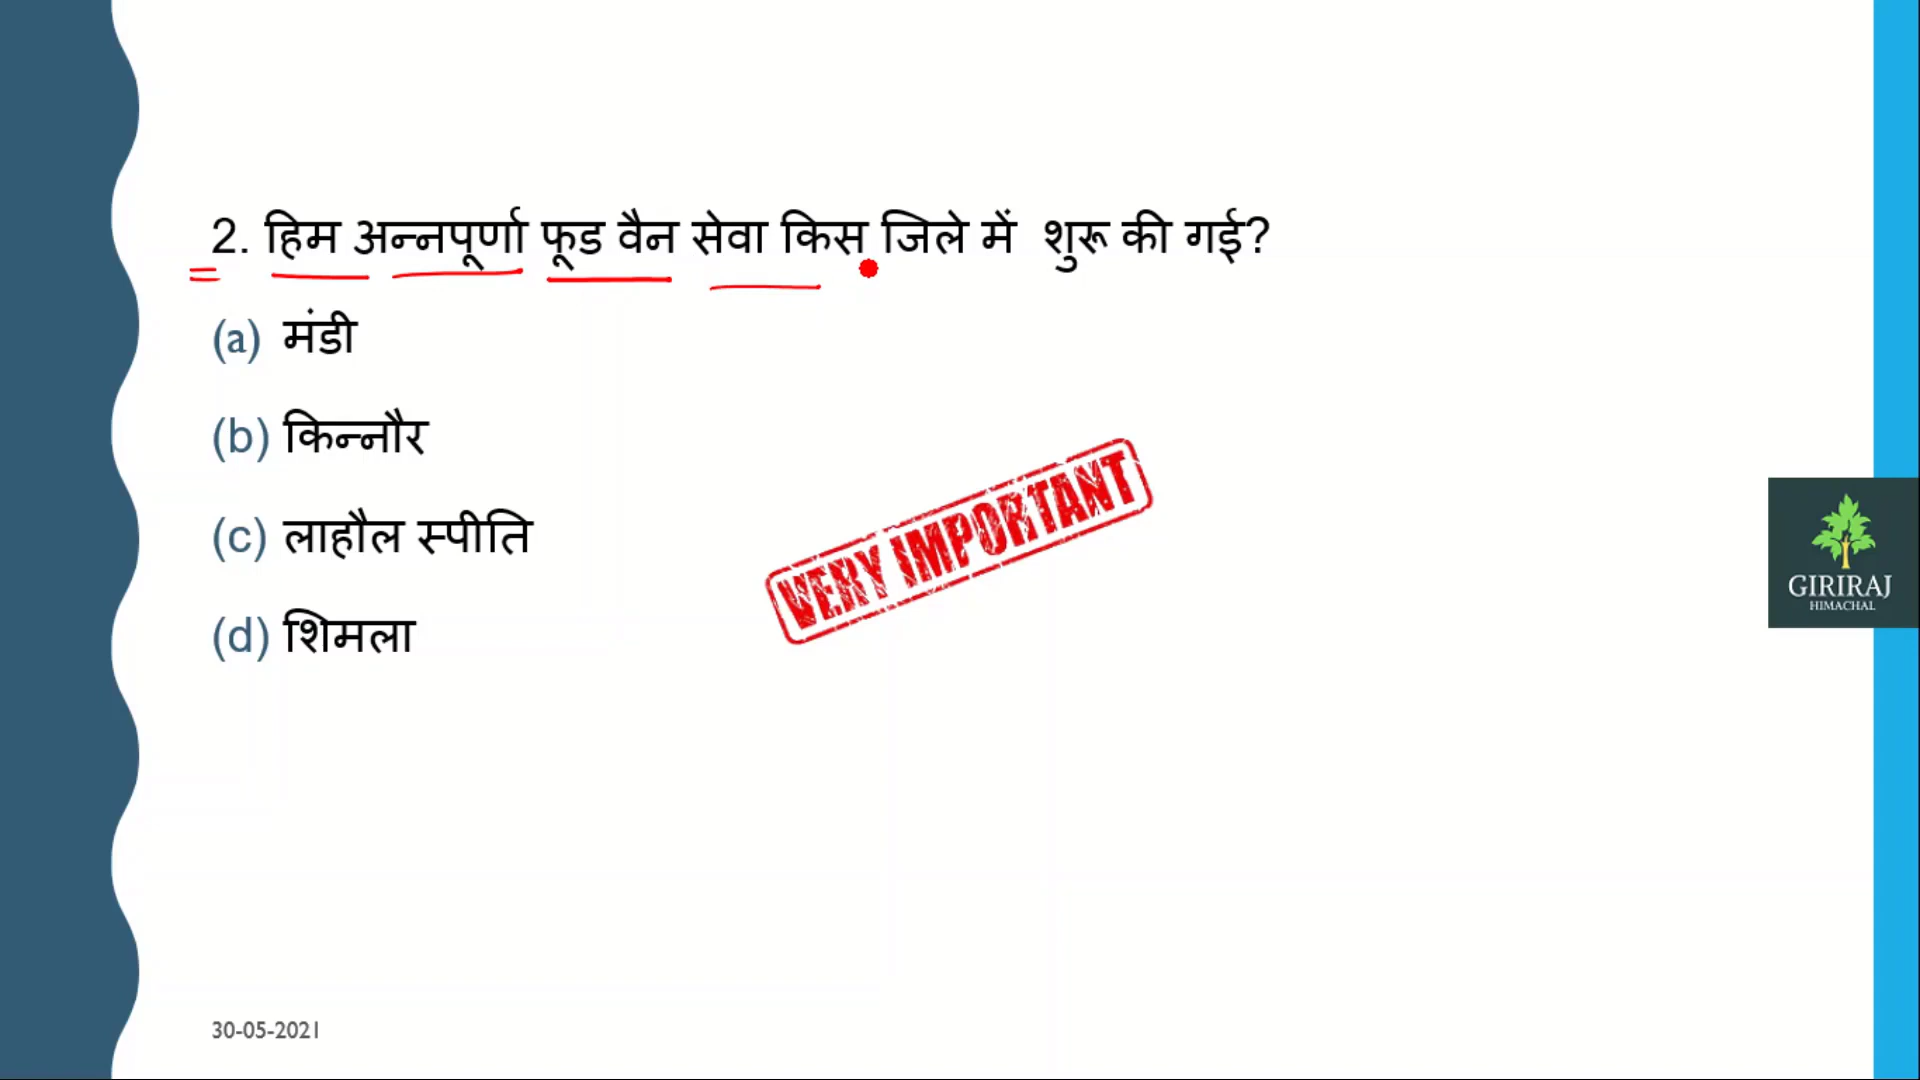 2. हिम अन्नपूर्णा फूड वैन सेवा किस जिले में शुरू की गई?
(a) मंडी
(b) किन्नौर
(c) लाहौल स्पीति
(d) शिमला
VERY IMPORTANT
GIRIRAJ
HIMACHAL
30-05-2021